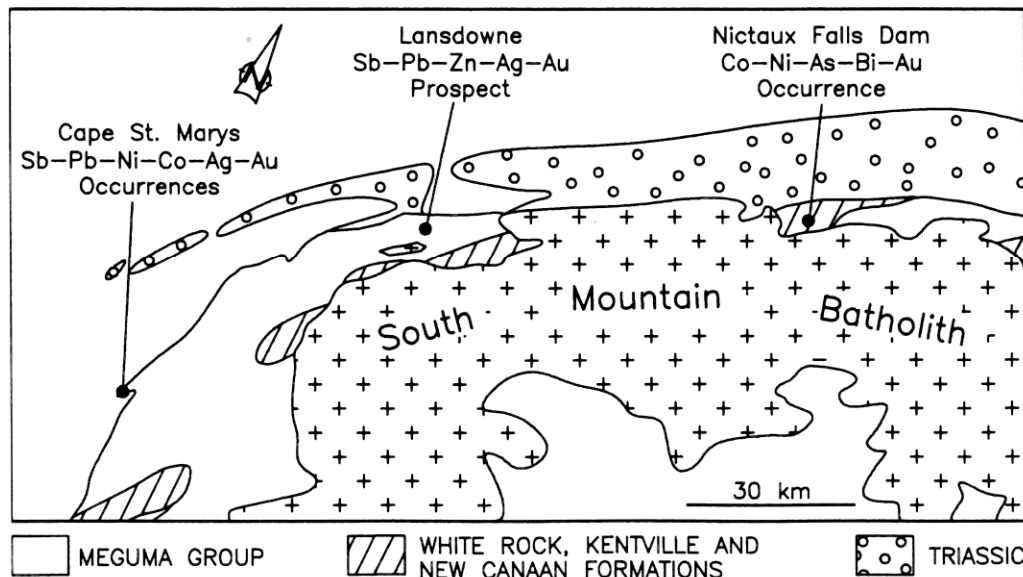 Lansdowne
Sb-Pb-Zn-Ag-Au
Prospect
Nictaux Falls Dam
Co-Ni-As-Bi-Au
Occurrence
N
Cape St. Marys
Sb-Pb-Ni-Co-Ag-Au
Occurrences
South Mountain Batholith
30 km
MEGUMA GROUP
WHITE ROCK, KENTVILLE AND
NEW CANAAN FORMATIONS
TRIASSIC